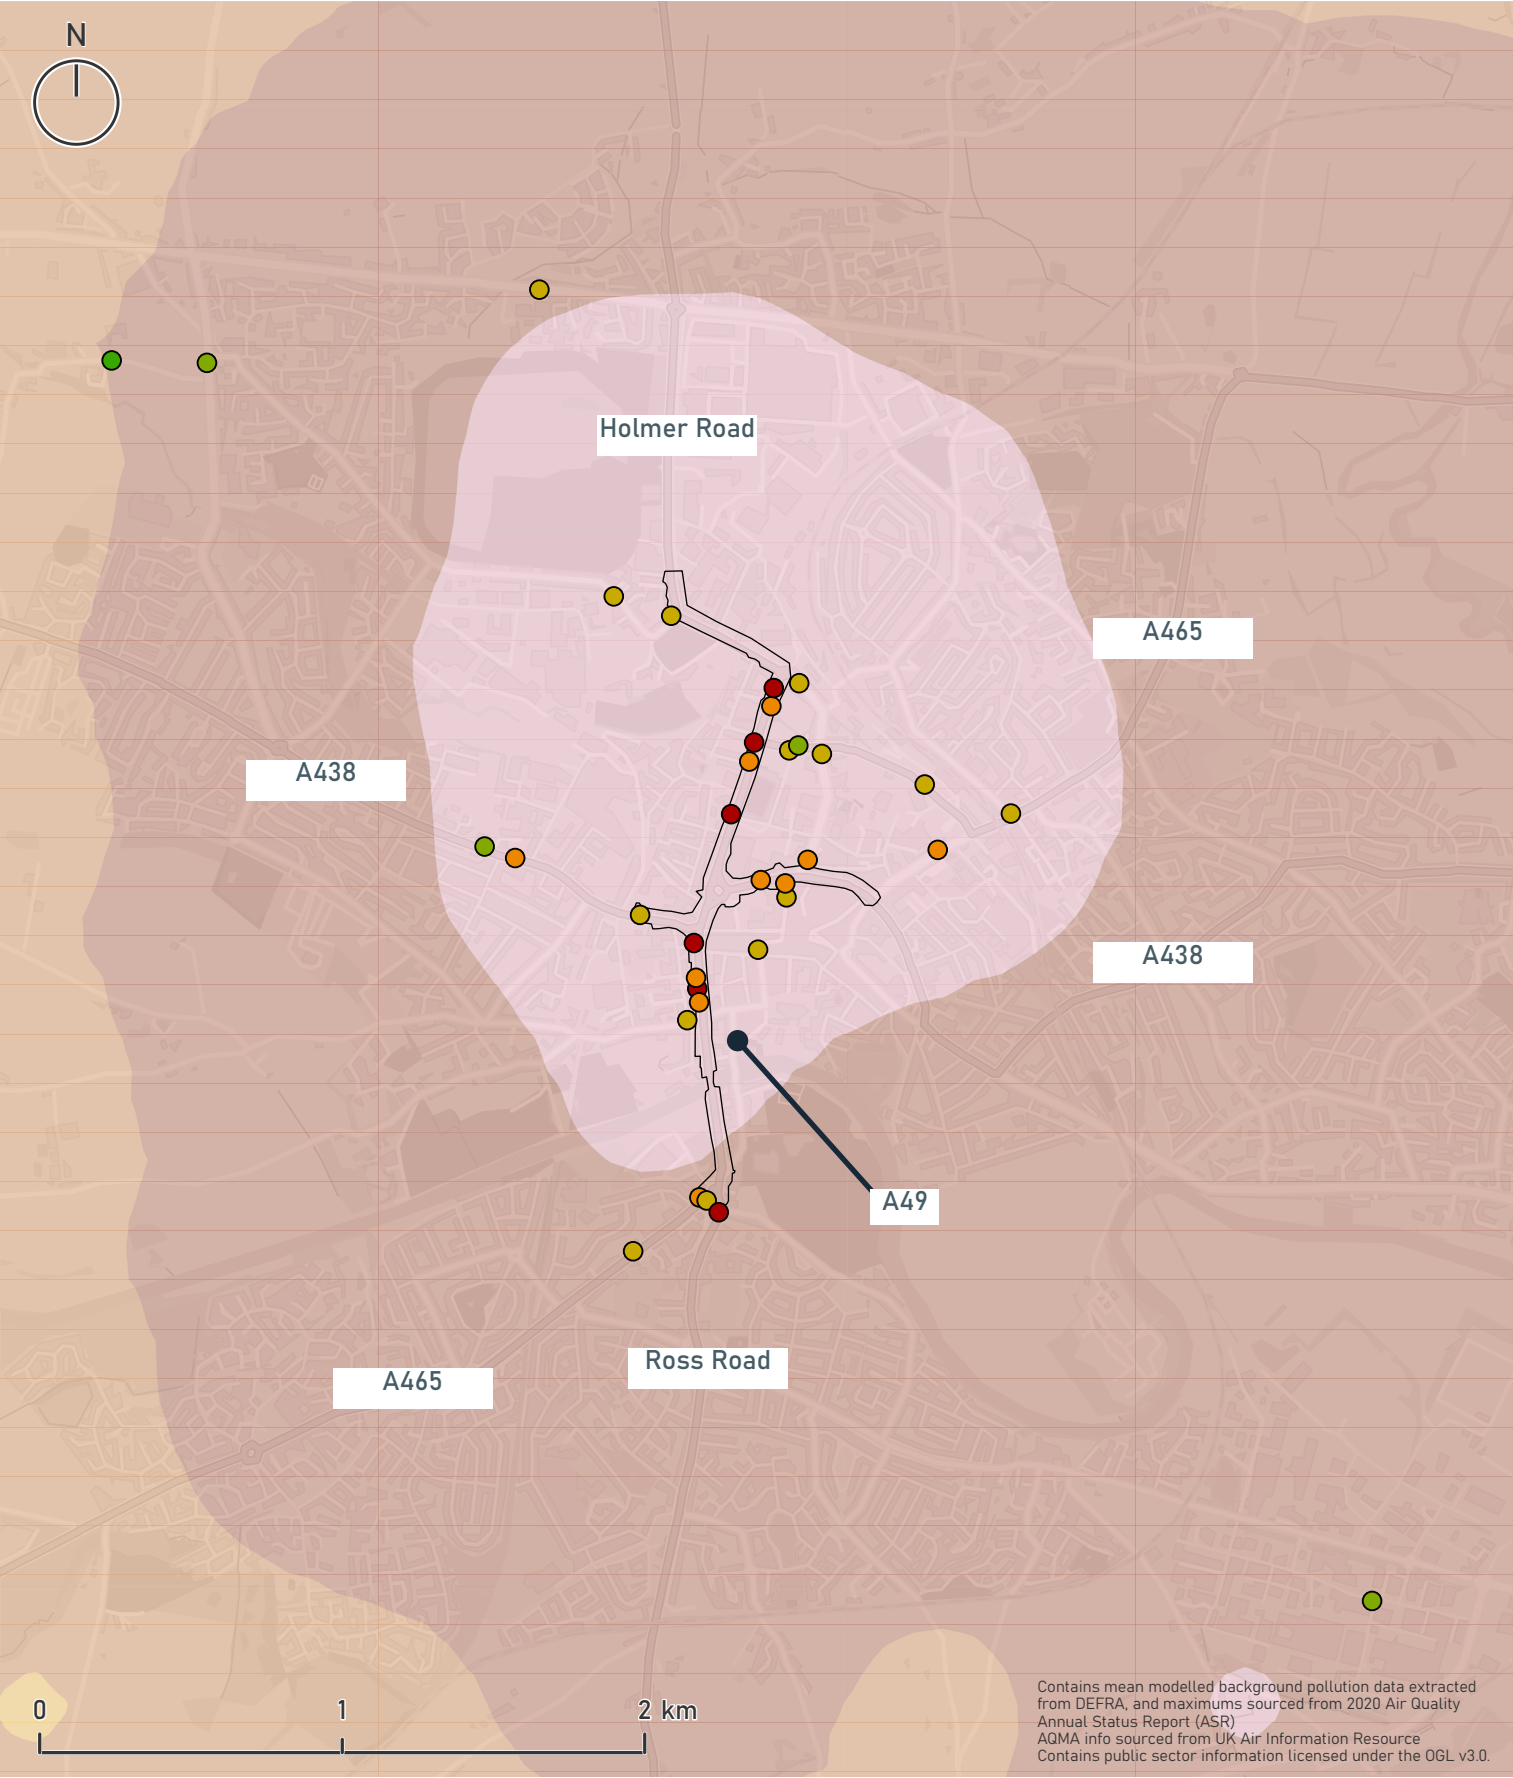 N
Holmer Road
A465
A438
A438
A49
Ross Road
A465
0 1 2 km
Contains mean modelled background pollution data extracted
from DEFRA, and maximums sourced from 2020 Air Quality
Annual Status Report (ASR)
AQMA info sourced from UK Air Information Resource
Contains public sector information licensed under the OGL v3.0.